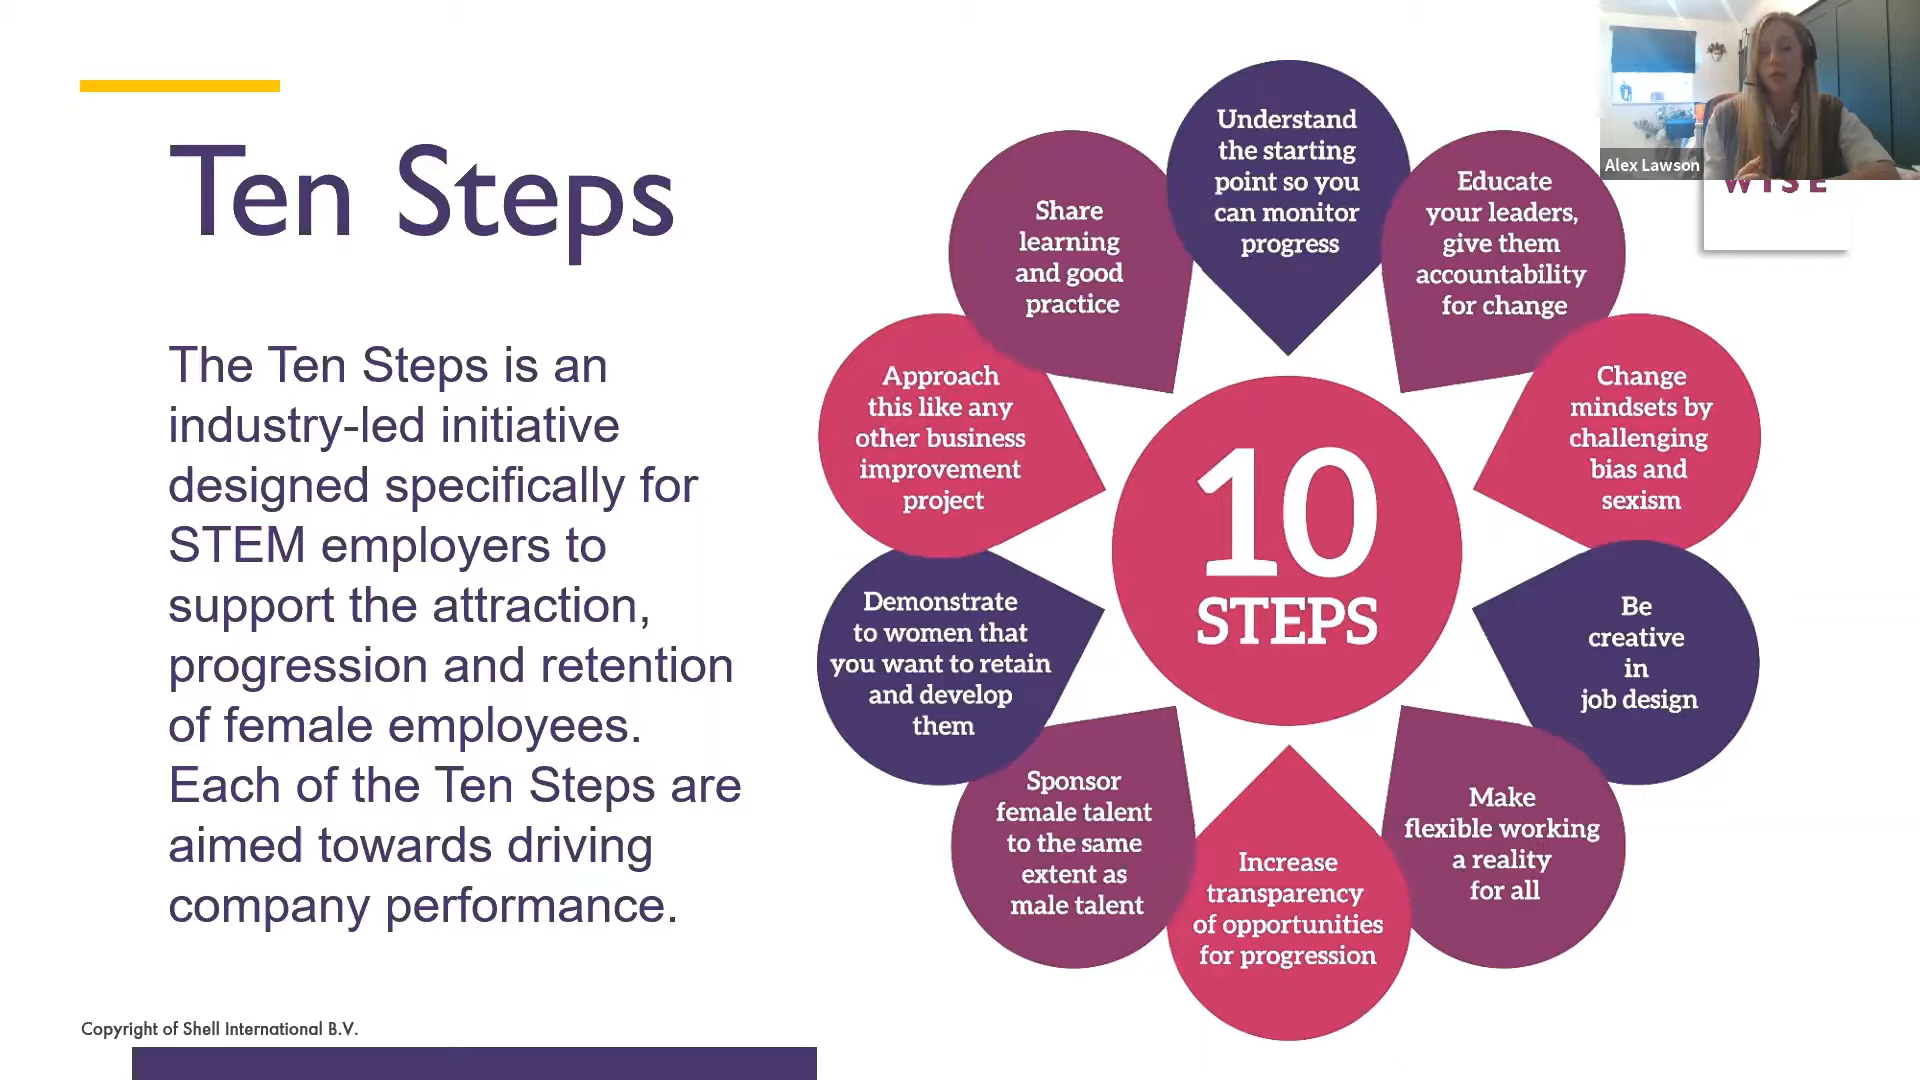 Ten Steps
The Ten Steps is an
industry-led initiative
designed specifically for
STEM employers to
support the attraction,
progression and retention
of female employees.
Each of the Ten Steps are
aimed towards driving
company performance.
Copyright of Shell International B.V.
10
STEPS
Understand
the starting
point so you
can monitor
progress
Educate
your leaders,
give them
accountability
for change
Change
mindsets by
challenging
bias and
sexism
Be
creative
in
job design
Make
flexible working
a reality
for all
Increase
transparency
of opportunities
for progression
Sponsor
female talent
to the same
extent as
male talent
Demonstrate
to women that
you want to retain
and develop
them
Approach
this like any
other business
improvement
project
Share
learning
and good
practice
Alex Lawson
WISE